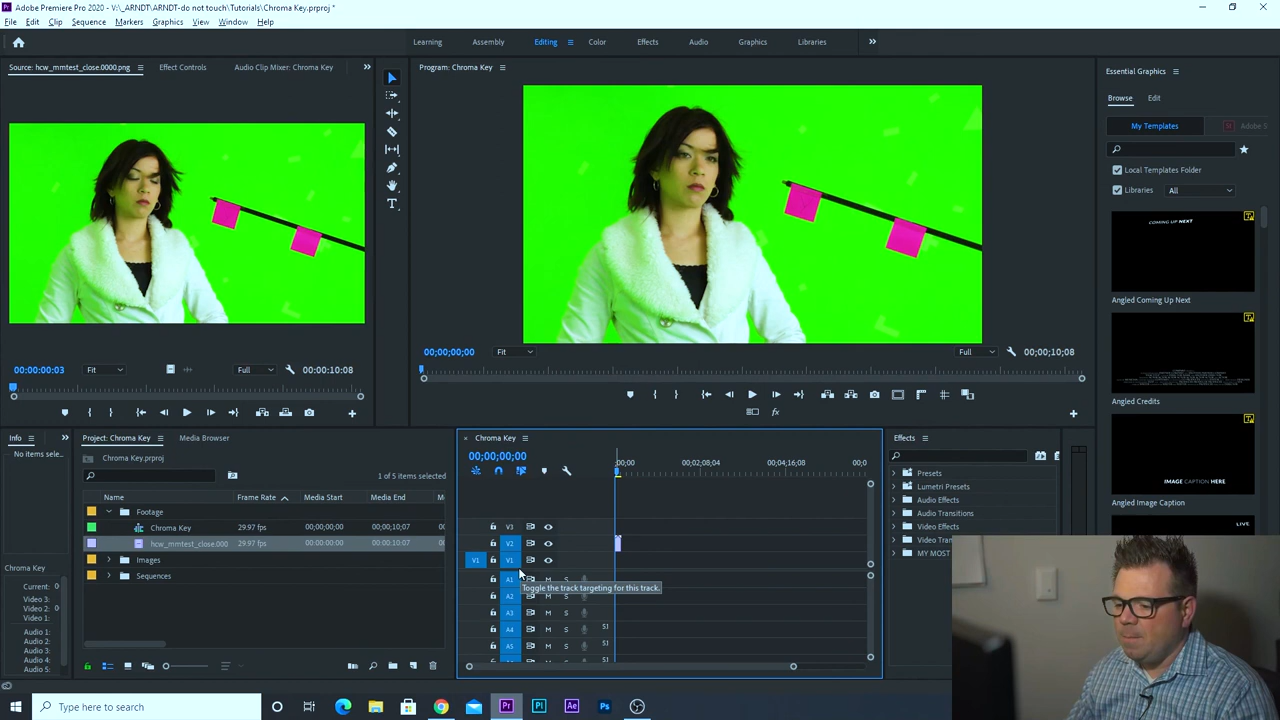 Adobe Premiere Pro 2020 - V:\_ARNDT\ARNDT-do not touch\Tutorials\Chroma Key.prproj *
File Edit Clip Sequence Markers Graphics View Window Help
Learning Assembly Editing Color Effects Audio Graphics Libraries
Source: hcw_mmtest_close.0000.png Effect Controls Audio Clip Mixer: Chroma Key
Program: Chroma Key
Essential Graphics
Browse Edit
My Templates Adobe S
Local Templates Folder
Libraries All
COMING UP NEXT
Angled Coming Up Next
Angled Credits
IMAGE CAPTION HERE
Angled Image Caption
LIVE
00:00:00:03 Fit Full 00:00:10:08
00;00;00;00 Fit Full 00;00;10;08
Info
No items sele..
Chroma Key
Current: 00
Video 3:
Video 2: 00
Video 1:
Audio 1:
Audio 2:
Audio 3:
Audio 4:
Audio 5:
Project: Chroma Key Media Browser
Chroma Key.prproj
1 of 5 items selected
Name Frame Rate Media Start Media End M
Footage
Chroma Key 29.97 fps 00;00;00;00 00;00;10;07
hcw_mmtest_close.000 29.97 fps 00:00:00:00 00:00:10:07
Images
Sequences
Chroma Key
00;00;00;00
:00;00 00;02;08;04 00;04;16;08 00;0
V3
V2
V1 V1
A1 M S
Toggle the track targeting for this track.
A2 M S
A3 M S
A4 M S S1
A5 M S S1
Effects
Presets
Lumetri Presets
Audio Effects
Audio Transitions
Video Effects
Video Tran
MY MOST
Type here to search
Pr Pl Ae Ps